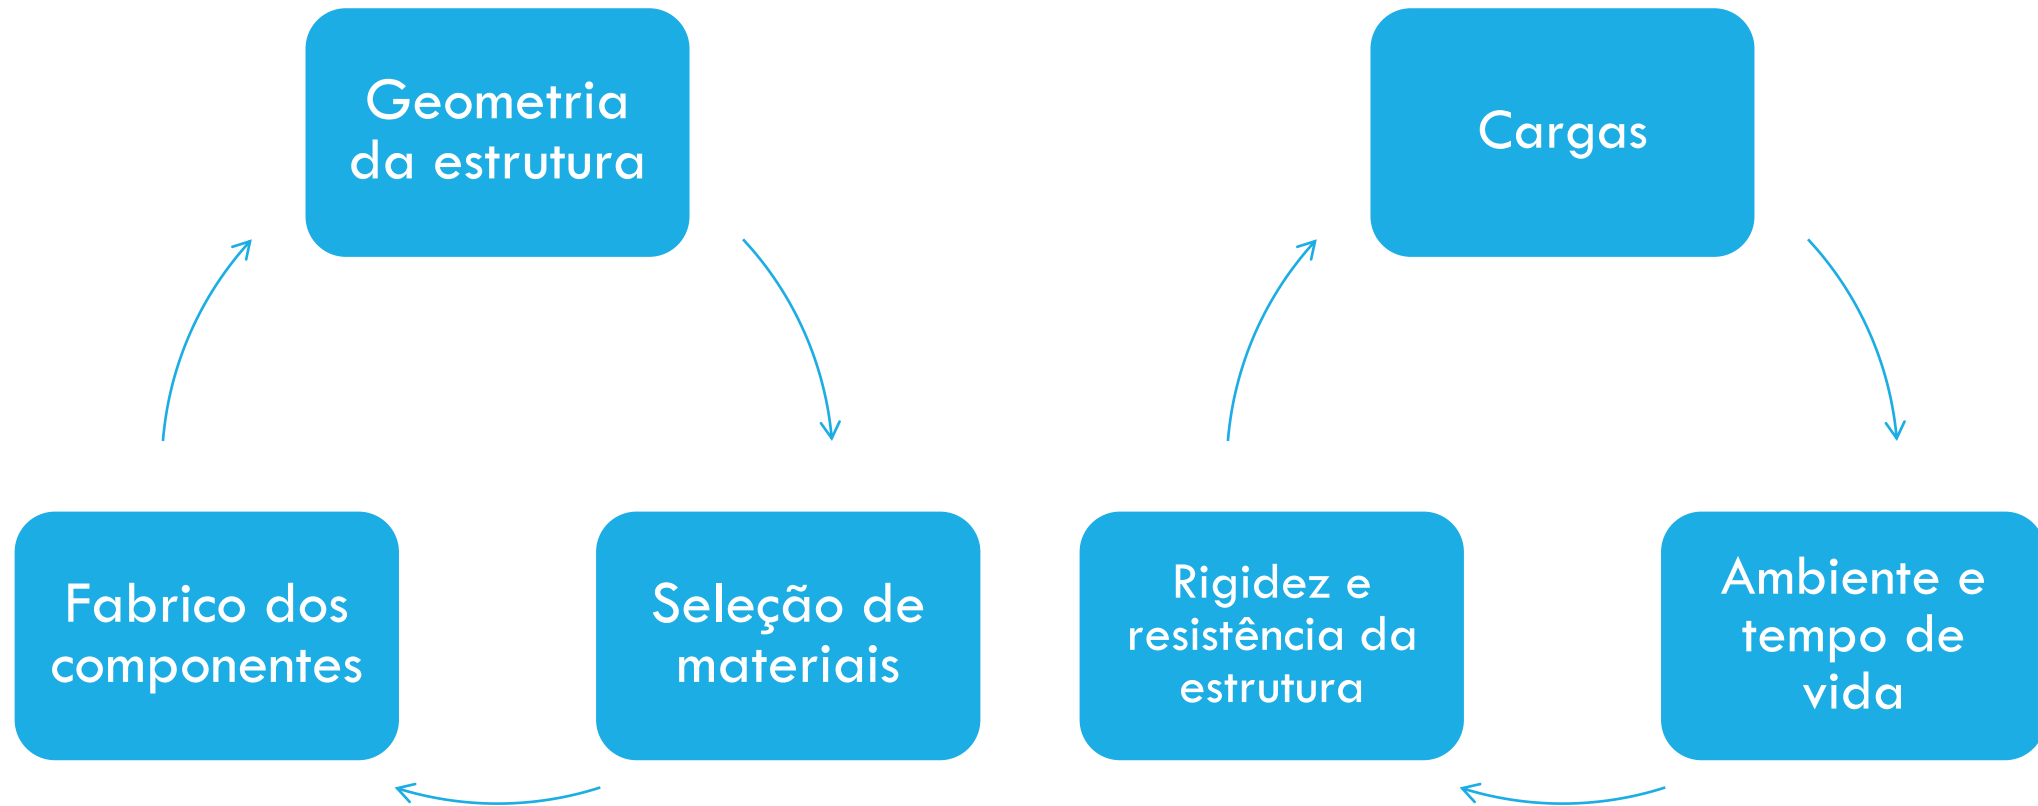 Geometria
da estrutura
Cargas
Fabrico dos
componentes
Seleção de
materiais
Rigidez e
resistência da
estrutura
Ambiente e
tempo de
vida